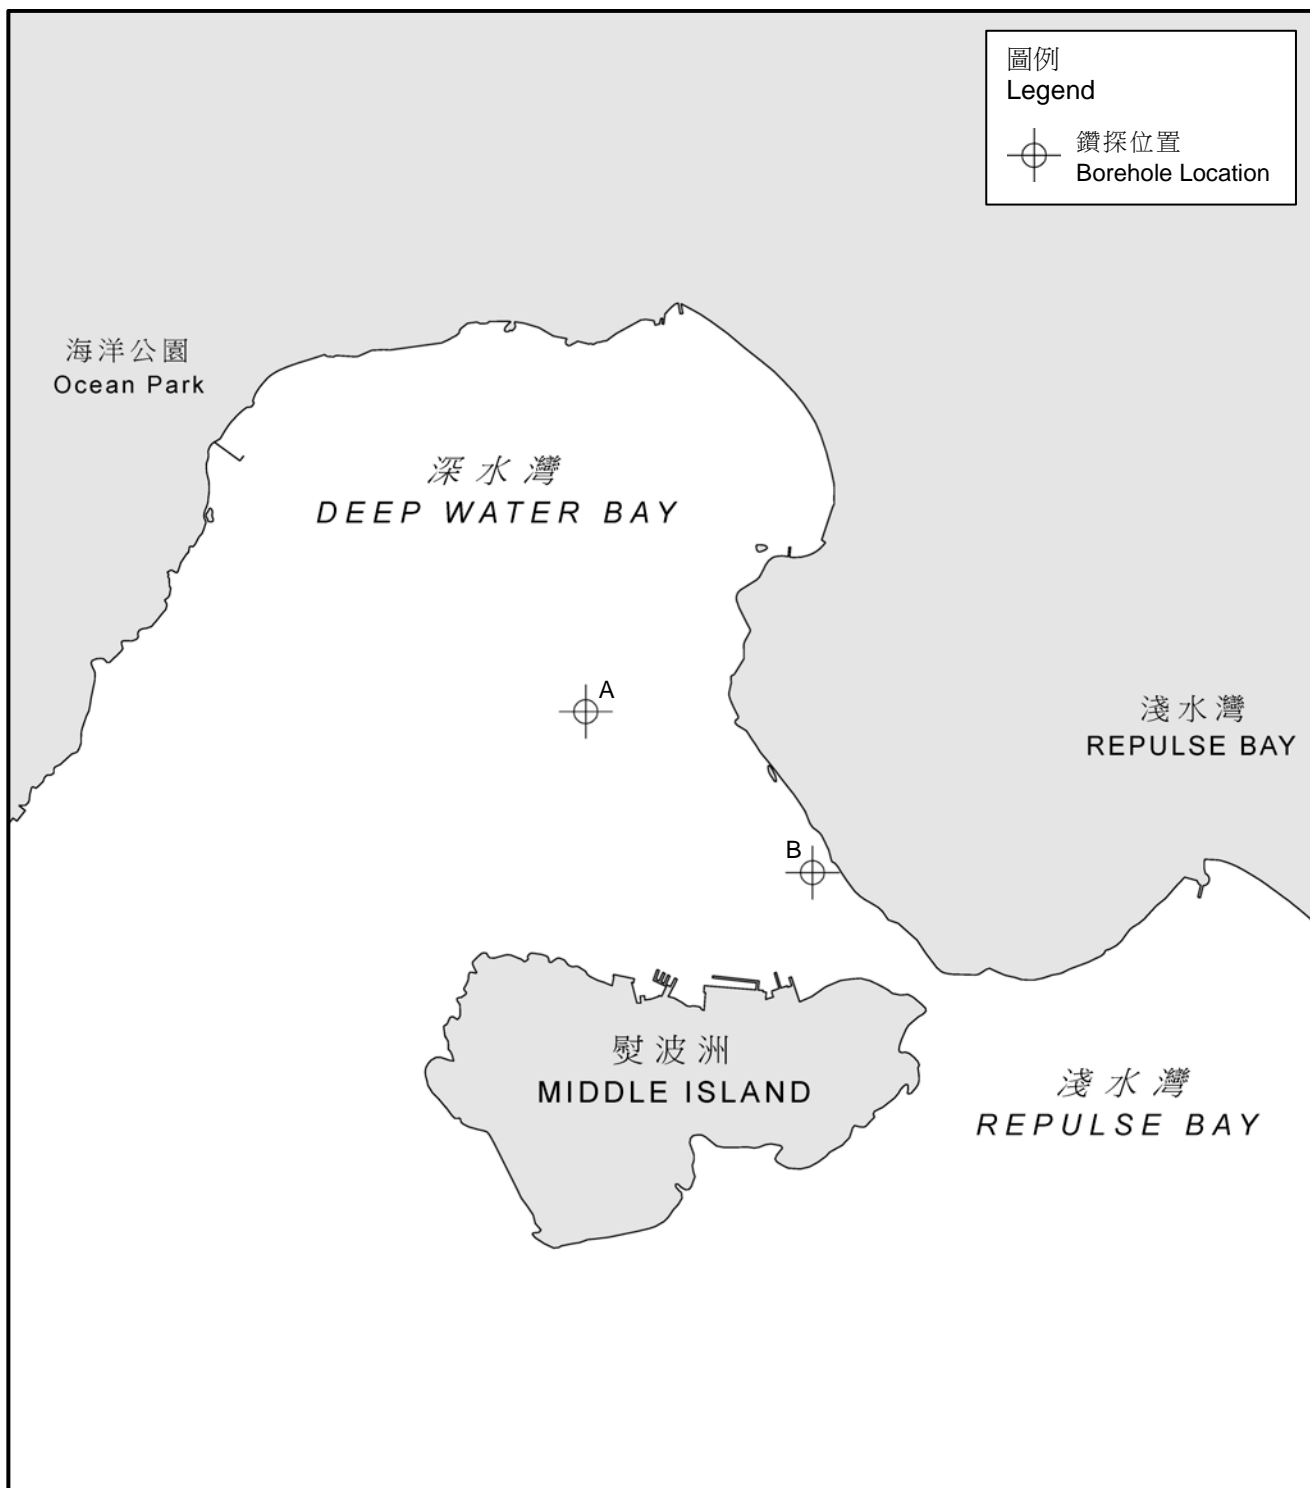 圖例
Legend
鑽探位置
Borehole Location
海洋公園
Ocean Park
深水灣
DEEP WATER BAY
A
淺水灣
REPULSE BAY
B
熨波洲
MIDDLE ISLAND
淺水灣
REPULSE BAY